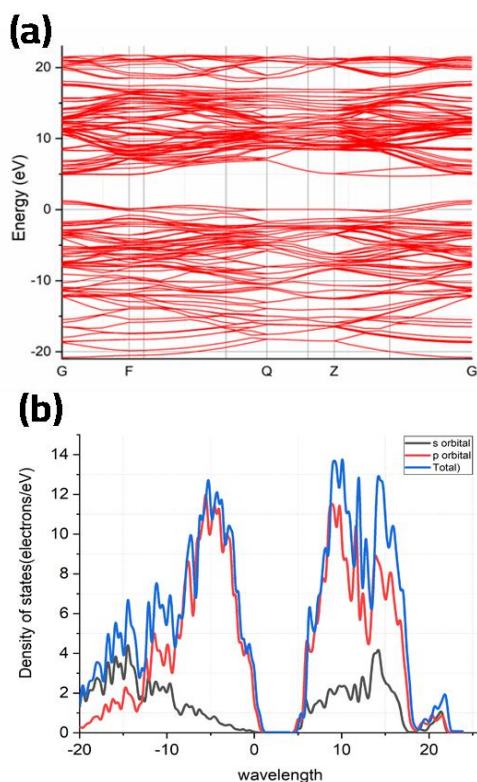 (a)
Energy (eV)
20
10
0
-10
-20
G F Q Z G
(b)
Density of states(electrons/eV)
14
12
10
8
6
4
2
0
s orbital
p orbital
Total)
-20 -10 0 10 20
wavelength